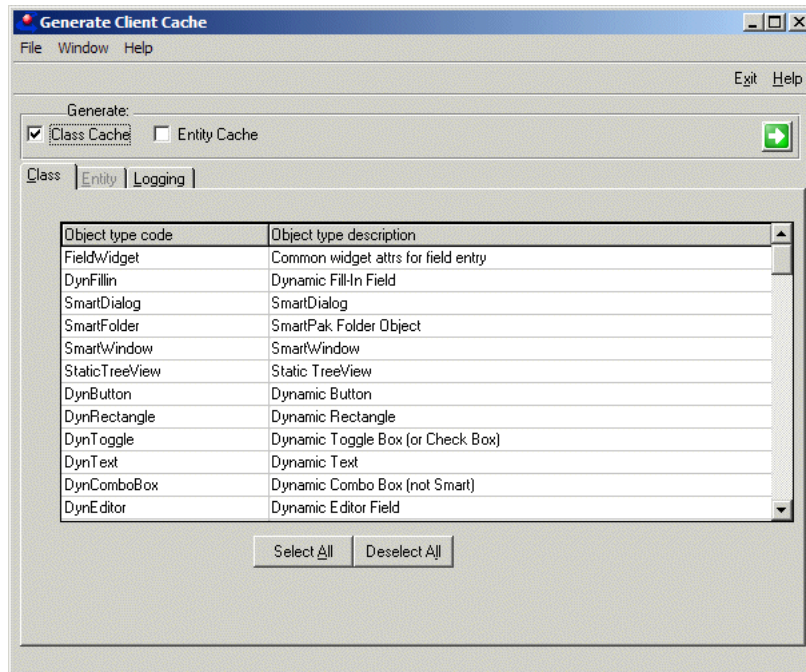 Generate Client Cache
File Window Help
Exit Help
Generate:
Class Cache Entity Cache
Class Entity Logging
Object type code Object type description
FieldWidget Common widget attrs for field entry
DynFillin Dynamic Fill-In Field
SmartDialog SmartDialog
SmartFolder SmartPak Folder Object
SmartWindow SmartWindow
StaticTreeView Static TreeView
DynButton Dynamic Button
DynRectangle Dynamic Rectangle
DynToggle Dynamic Toggle Box (or Check Box)
DynText Dynamic Text
DynComboBox Dynamic Combo Box (not Smart)
DynEditor Dynamic Editor Field
Select All Deselect All